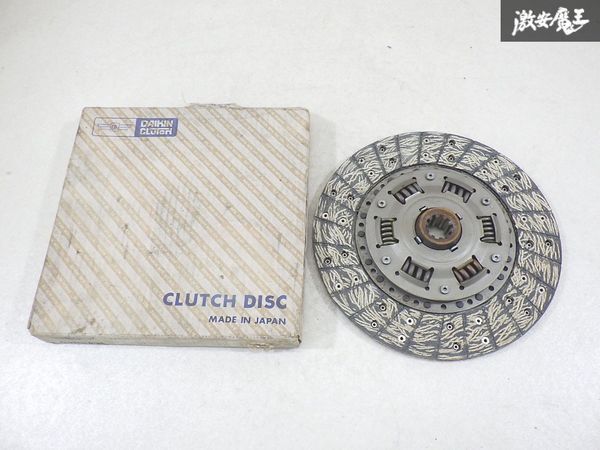 激安魔王
DAIKIN
CLUTCH
CLUTCH DISC
MADE IN JAPAN